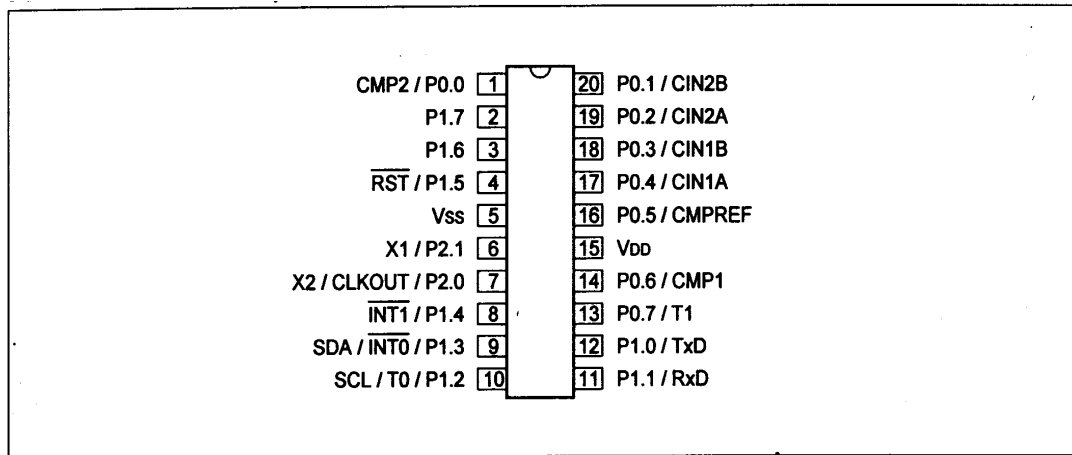 CMP2 / P0.0 1 20 P0.1 / CIN2B
P1.7 2 19 P0.2 / CIN2A
P1.6 3 18 P0.3 / CIN1B
R̅S̅T̅ / P1.5 4 17 P0.4 / CIN1A
Vss 5 16 P0.5 / CMPREF
X1 / P2.1 6 15 VDD
X2 / CLKOUT / P2.0 7 14 P0.6 / CMP1
I̅N̅T̅1̅ / P1.4 8 13 P0.7 / T1
SDA / I̅N̅T̅0̅ / P1.3 9 12 P1.0 / TxD
SCL / T0 / P1.2 10 11 P1.1 / RxD